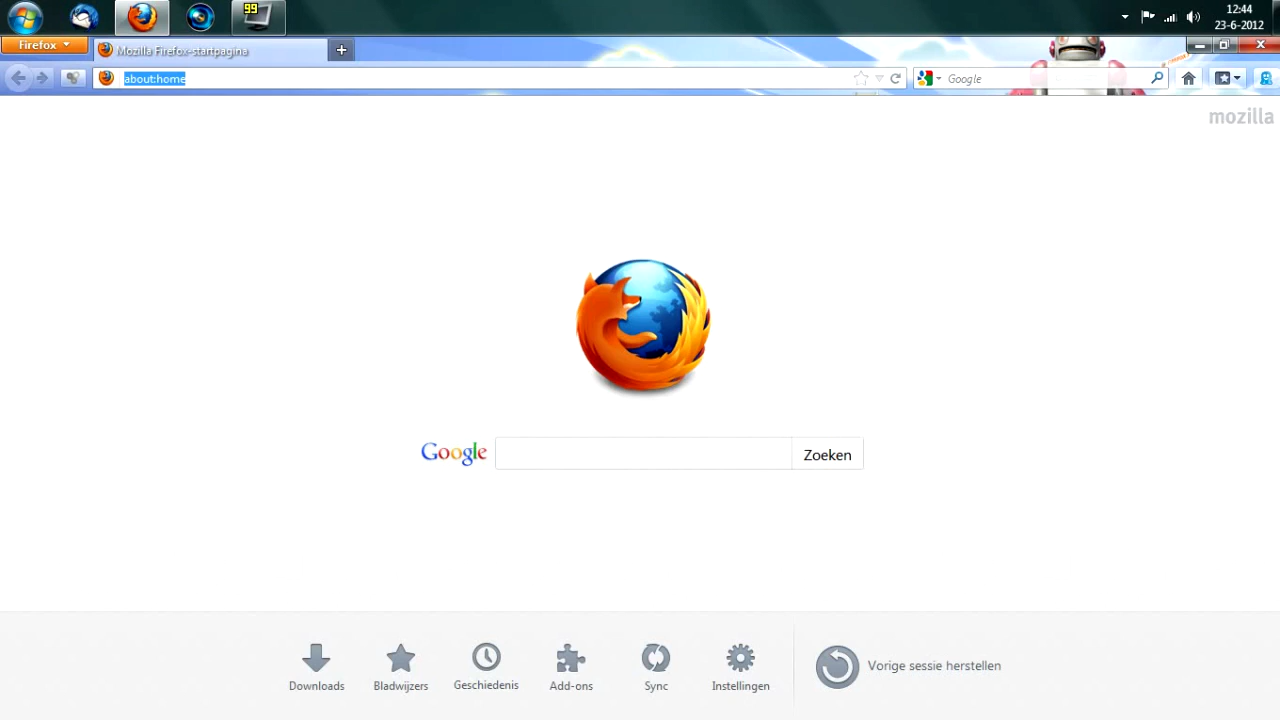 99
12:44
23-6-2012
Firefox
Mozilla Firefox-startpagina
+
about:home
Google
mozilla
Google
Zoeken
Downloads
Bladwijzers
Geschiedenis
Add-ons
Sync
Instellingen
Vorige sessie herstellen